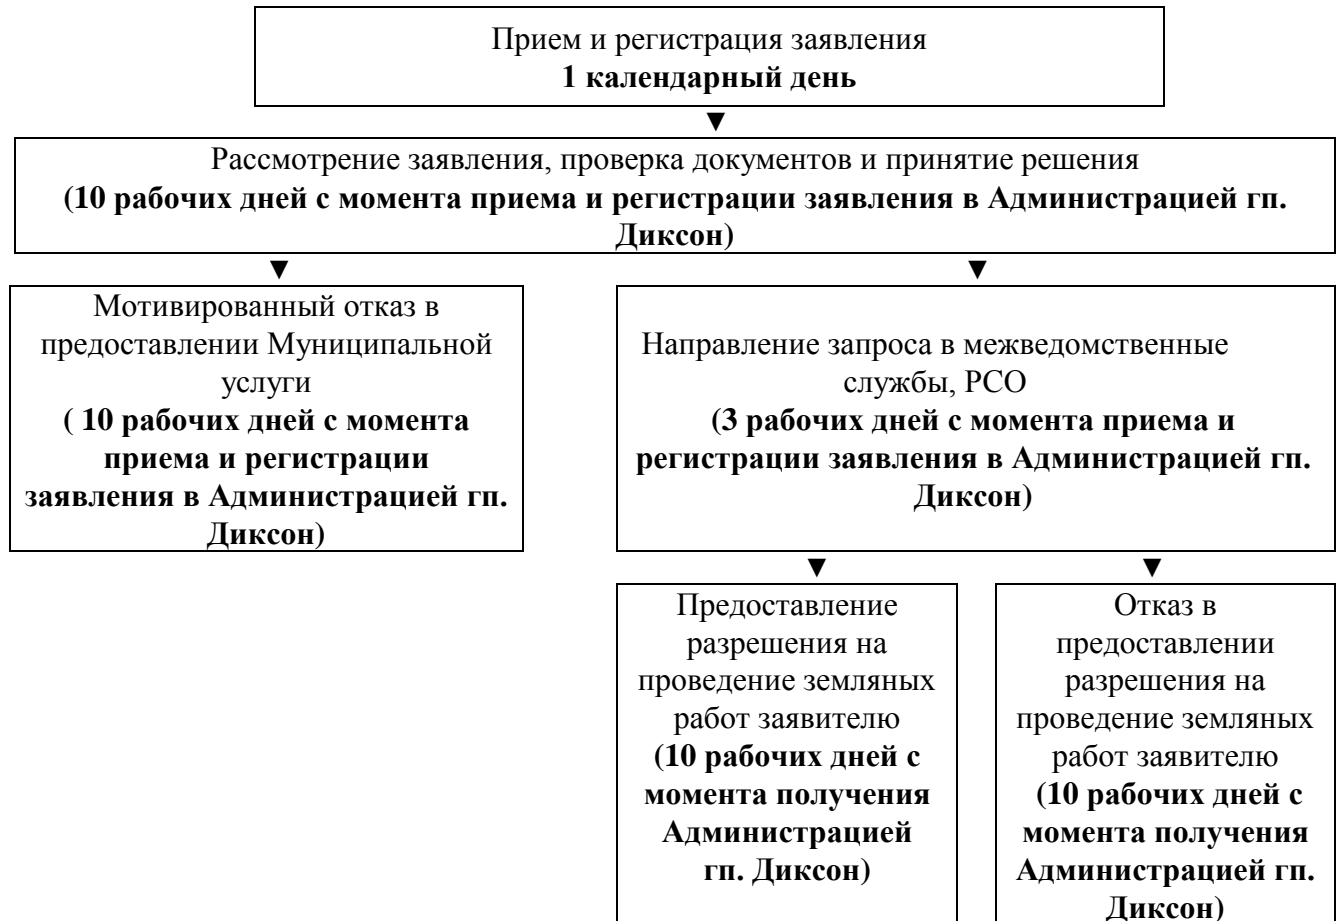 Прием и регистрация заявления
1 календарный день
▼
Рассмотрение заявления, проверка документов и принятие решения
(10 рабочих дней с момента приема и регистрации заявления в Администрацией гп.
Диксон)
▼
▼
Мотивированный отказ в
предоставлении Муниципальной
услуги
( 10 рабочих дней с момента
приема и регистрации
заявления в Администрацией гп.
Диксон)
Направление запроса в межведомственные
службы, РСО
(3 рабочих дней с момента приема и
регистрации заявления в Администрацией гп.
Диксон)
▼
▼
Предоставление
разрешения на
проведение земляных
работ заявителю
(10 рабочих дней с
момента получения
Администрацией
гп. Диксон)
Отказ в
предоставлении
разрешения на
проведение земляных
работ заявителю
(10 рабочих дней с
момента получения
Администрацией гп.
Диксон)